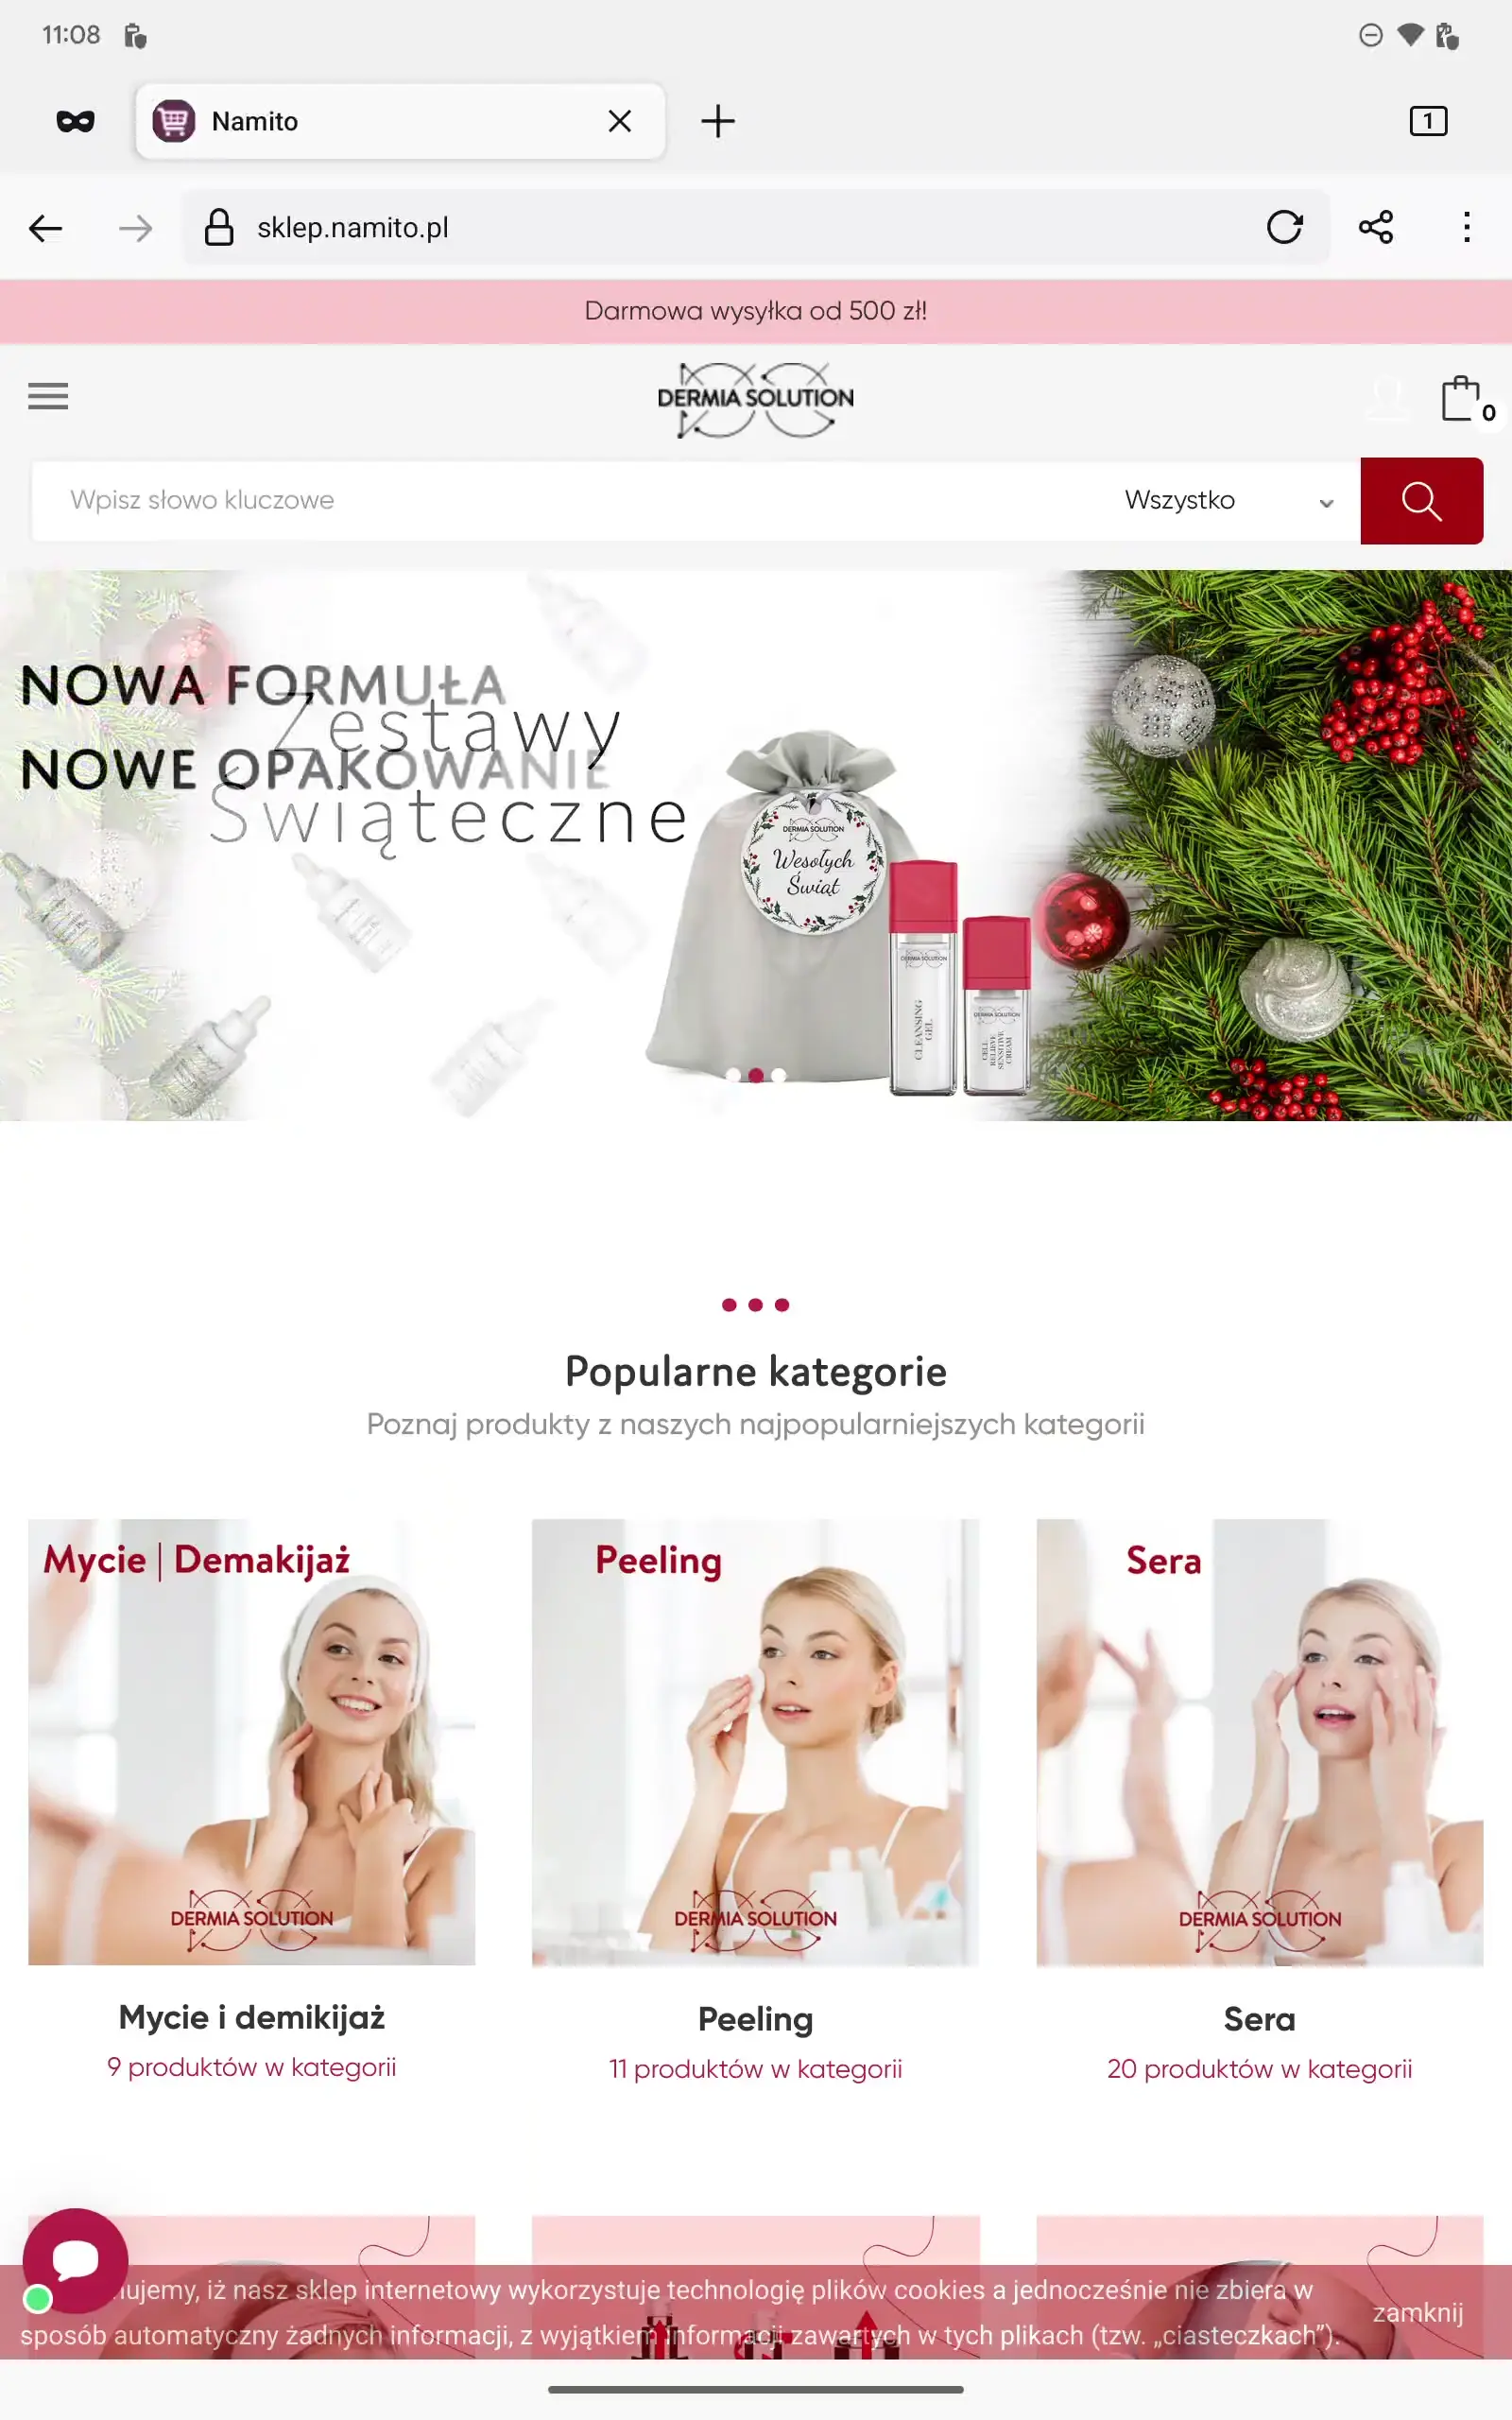 11:08
Namito
1
sklep.namito.pl
Darmowa wysyłka od 500 zł!
DERMIA SOLUTION
0
Wpisz słowo kluczowe
Wszystko
NOWA FORMUŁA
NOWE OPAKOWANIE
Zestawy
Świąteczne
DERMIA SOLUTION
Wesołych
Świąt
DERMIA SOLUTION
CLEANSING
GEL
DERMIA SOLUTION
CELL
RELIEVE
SENSITIVE
CREAM
Popularne kategorie
Poznaj produkty z naszych najpopularniejszych kategorii
Mycie | Demakijaż
DERMIA SOLUTION
Mycie i demikijaż
9 produktów w kategorii
Peeling
DERMIA SOLUTION
Peeling
11 produktów w kategorii
Sera
DERMIA SOLUTION
Sera
20 produktów w kategorii
ujemy, iż nasz sklep internetowy wykorzystuje technologię plików cookies a jednocześnie nie zbiera w
sposób automatyczny żadnych informacji, z wyjątkiem informacji zawartych w tych plikach (tzw. „ciasteczkach”).
zamknij